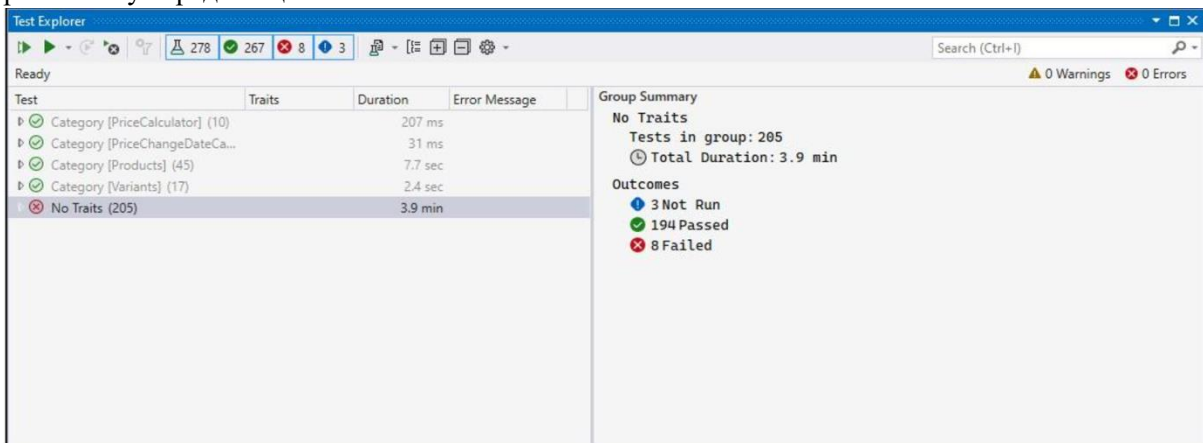 Test Explorer
278 267 8 3
Search (Ctrl+I)
Ready
0 Warnings 0 Errors
Test Traits Duration Error Message
Category [PriceCalculator] (10) 207 ms
Category [PriceChangeDateCa... 31 ms
Category [Products] (45) 7.7 sec
Category [Variants] (17) 2.4 sec
No Traits (205) 3.9 min
Group Summary
No Traits
Tests in group: 205
Total Duration: 3.9 min
Outcomes
3 Not Run
194 Passed
8 Failed